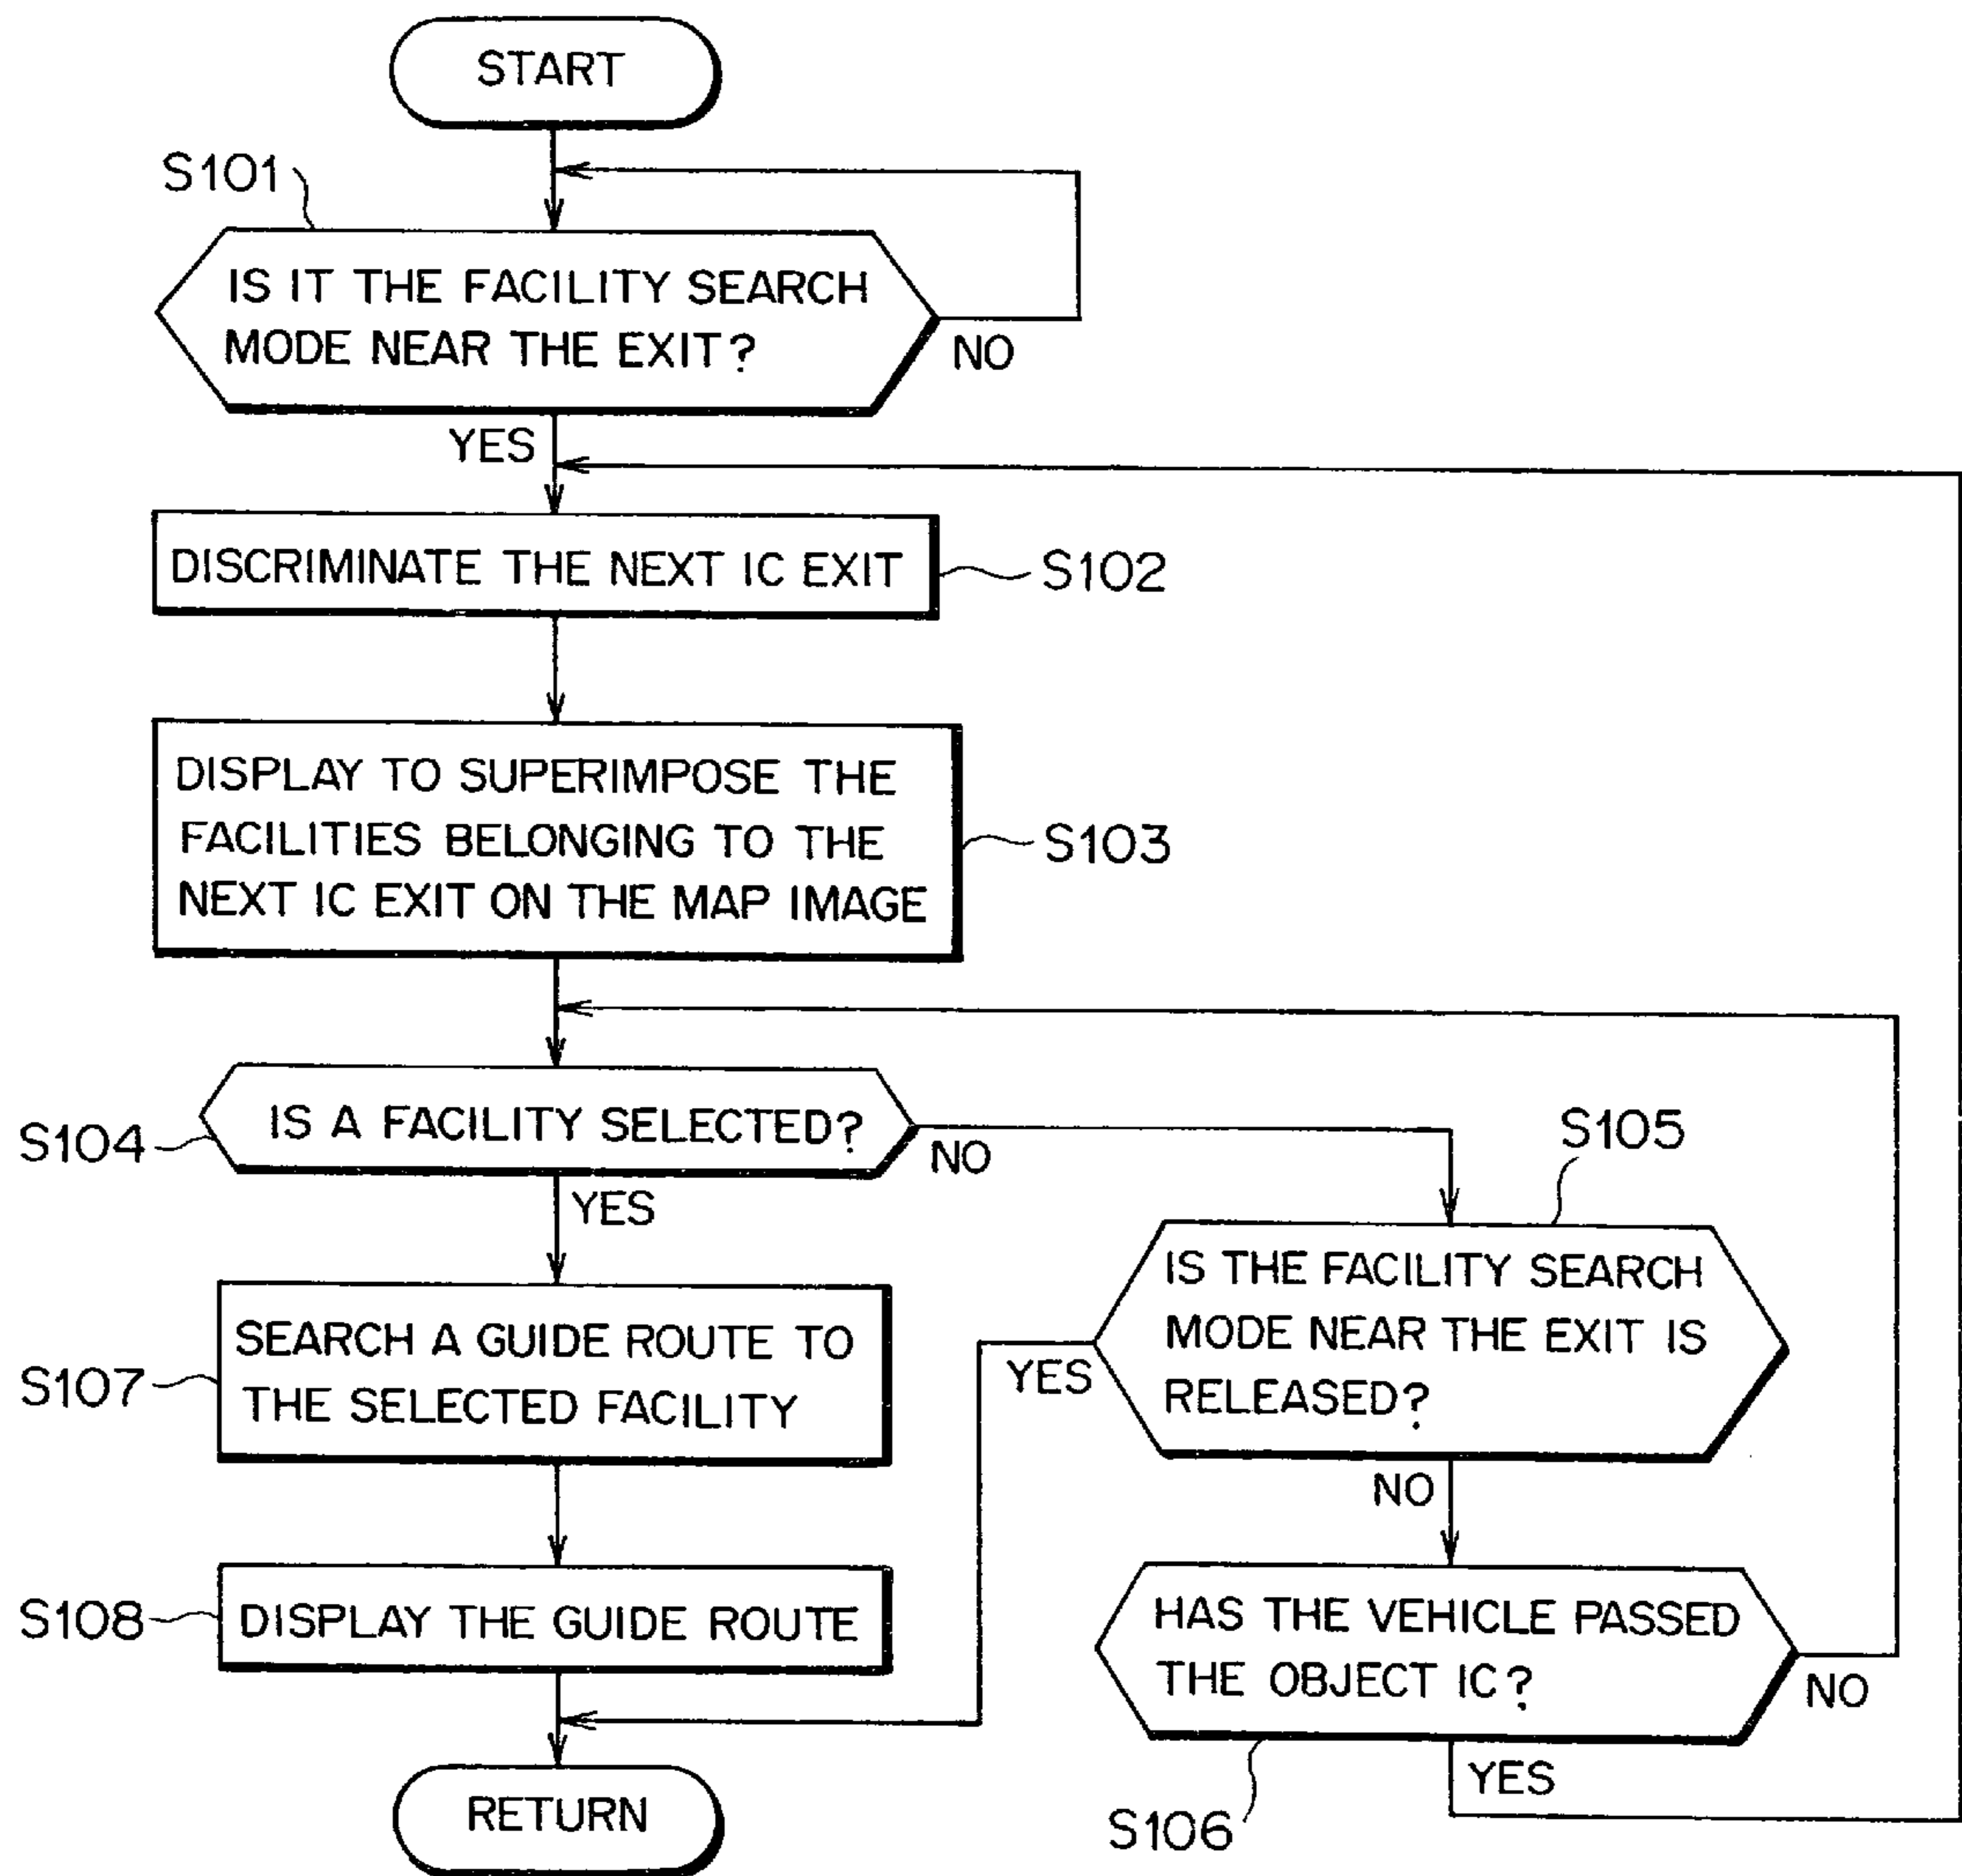 START
S101
IS IT THE FACILITY SEARCH
MODE NEAR THE EXIT?
NO
YES
DISCRIMINATE THE NEXT IC EXIT
S102
DISPLAY TO SUPERIMPOSE THE
FACILITIES BELONGING TO THE
NEXT IC EXIT ON THE MAP IMAGE
S103
S104
IS A FACILITY SELECTED?
NO
YES
S105
IS THE FACILITY SEARCH
MODE NEAR THE EXIT IS
RELEASED?
YES
NO
S107
SEARCH A GUIDE ROUTE TO
THE SELECTED FACILITY
S108
DISPLAY THE GUIDE ROUTE
HAS THE VEHICLE PASSED
THE OBJECT IC?
NO
YES
S106
RETURN